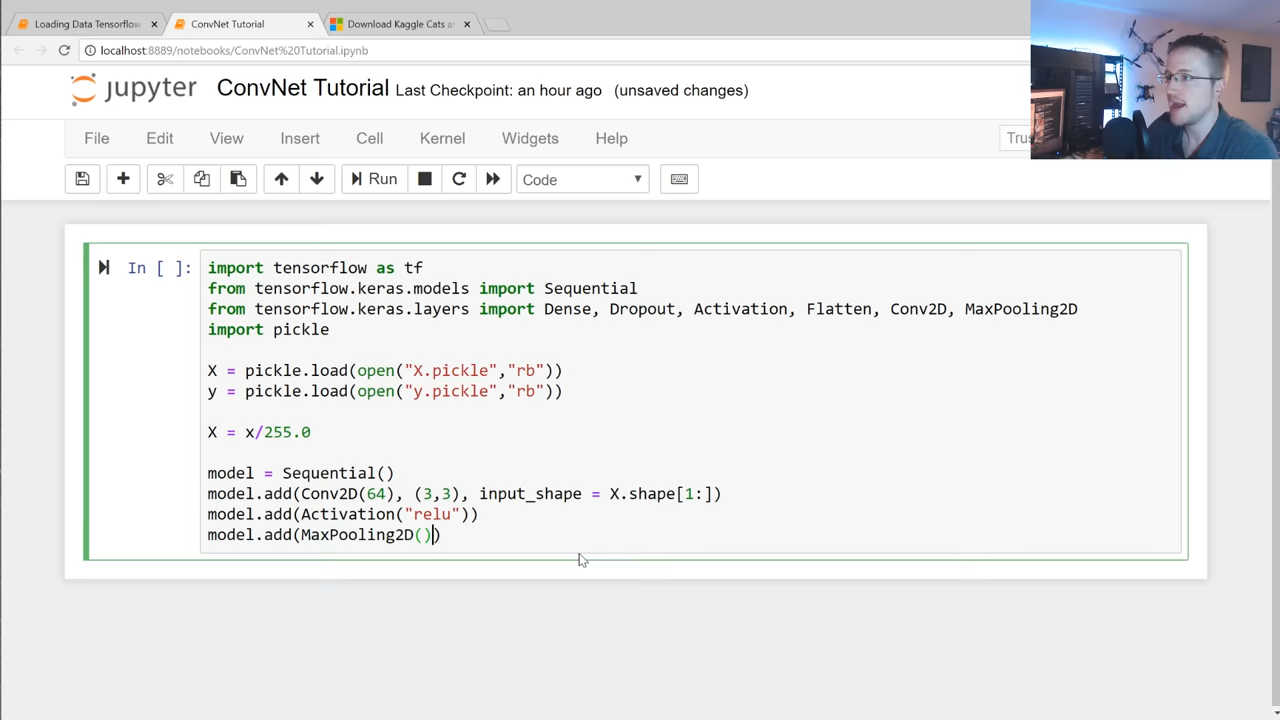 Loading Data Tensorflow
ConvNet Tutorial
Download Kaggle Cats a
localhost:8889/notebooks/ConvNet%20Tutorial.ipynb
jupyter ConvNet Tutorial Last Checkpoint: an hour ago (unsaved changes)
File Edit View Insert Cell Kernel Widgets Help Trus
Run Code
In [ ]:
import tensorflow as tf
from tensorflow.keras.models import Sequential
from tensorflow.keras.layers import Dense, Dropout, Activation, Flatten, Conv2D, MaxPooling2D
import pickle
X = pickle.load(open("X.pickle","rb"))
y = pickle.load(open("y.pickle","rb"))
X = x/255.0
model = Sequential()
model.add(Conv2D(64), (3,3), input_shape = X.shape[1:])
model.add(Activation("relu"))
model.add(MaxPooling2D())